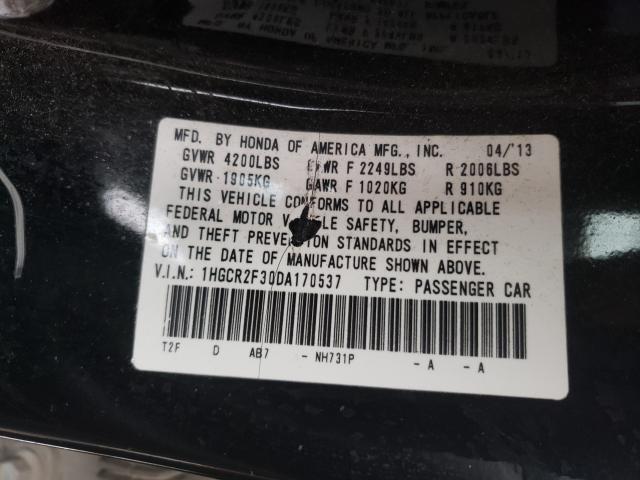 MFD. BY HONDA OF AMERICA MFG., INC. 04/'13
GVWR 4200LBS WR F 2249LBS R 2006LBS
GVWR 1905KG GAWR F 1020KG R 910KG
THIS VEHICLE CONFORMS TO ALL APPLICABLE
FEDERAL MOTOR V LE SAFETY, BUMPER,
AND THEFT PREVENTION STANDARDS IN EFFECT
ON THE DATE OF MANUFACTURE SHOWN ABOVE.
V.I.N.: 1HGCR2F30DA170537 TYPE: PASSENGER CAR
T2F D AB7 - NH731P - A - A